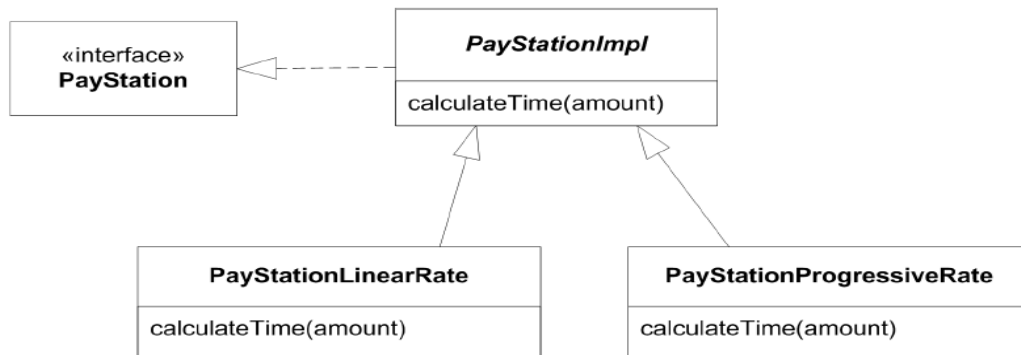 «interface»
PayStation
PayStationImpl
calculateTime(amount)
PayStationLinearRate
calculateTime(amount)
PayStationProgressiveRate
calculateTime(amount)